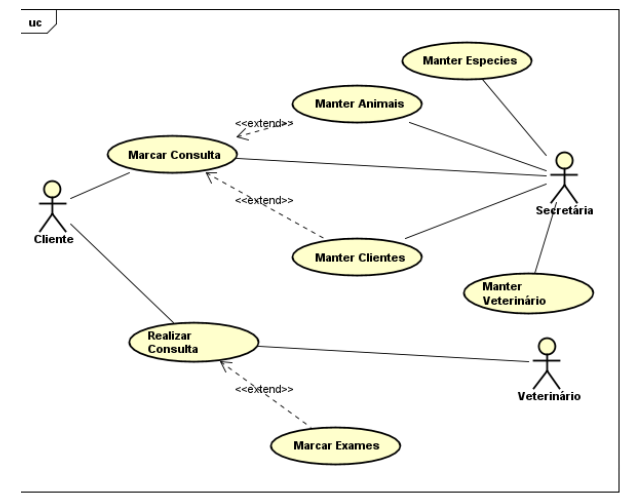 uc
Manter Especies
Manter Animais
<<extend>>
Marcar Consulta
Secretária
<<extend>>
Cliente
Manter Clientes
Manter
Veterinário
Realizar
Consulta
Veterinário
<<extend>>
Marcar Exames